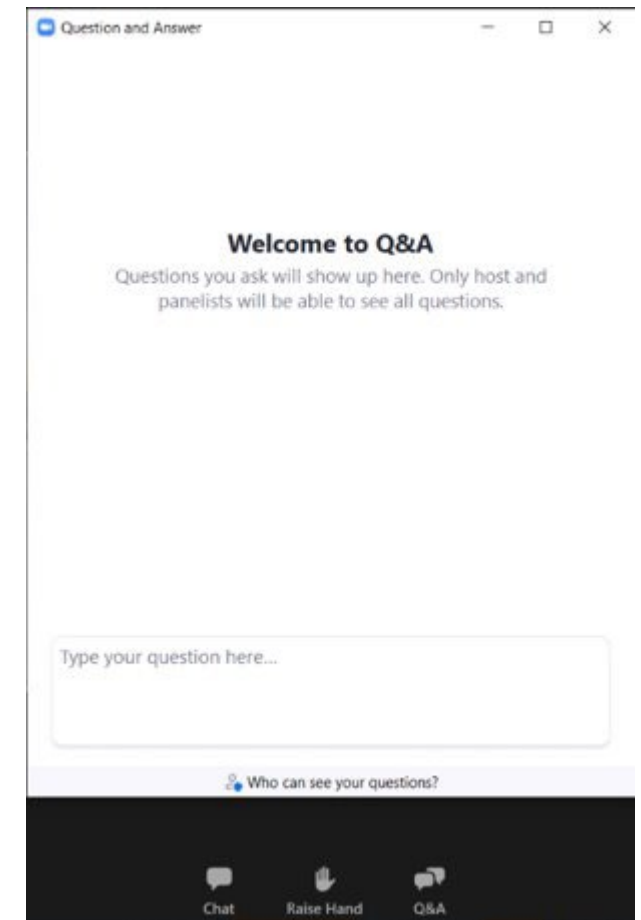 Question and Answer
Welcome to Q&A
Questions you ask will show up here. Only host and
panelists will be able to see all questions.
Type your question here...
Who can see your questions?
Chat Raise Hand Q&A